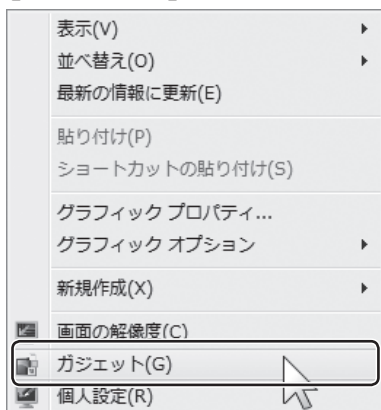 表示(V)
並べ替え(O)
最新の情報に更新(E)
貼り付け(P)
ショートカットの貼り付け(S)
グラフィック プロパティ...
グラフィック オプション
新規作成(X)
画面の解像度(C)
ガジェット(G)
個人設定(R)